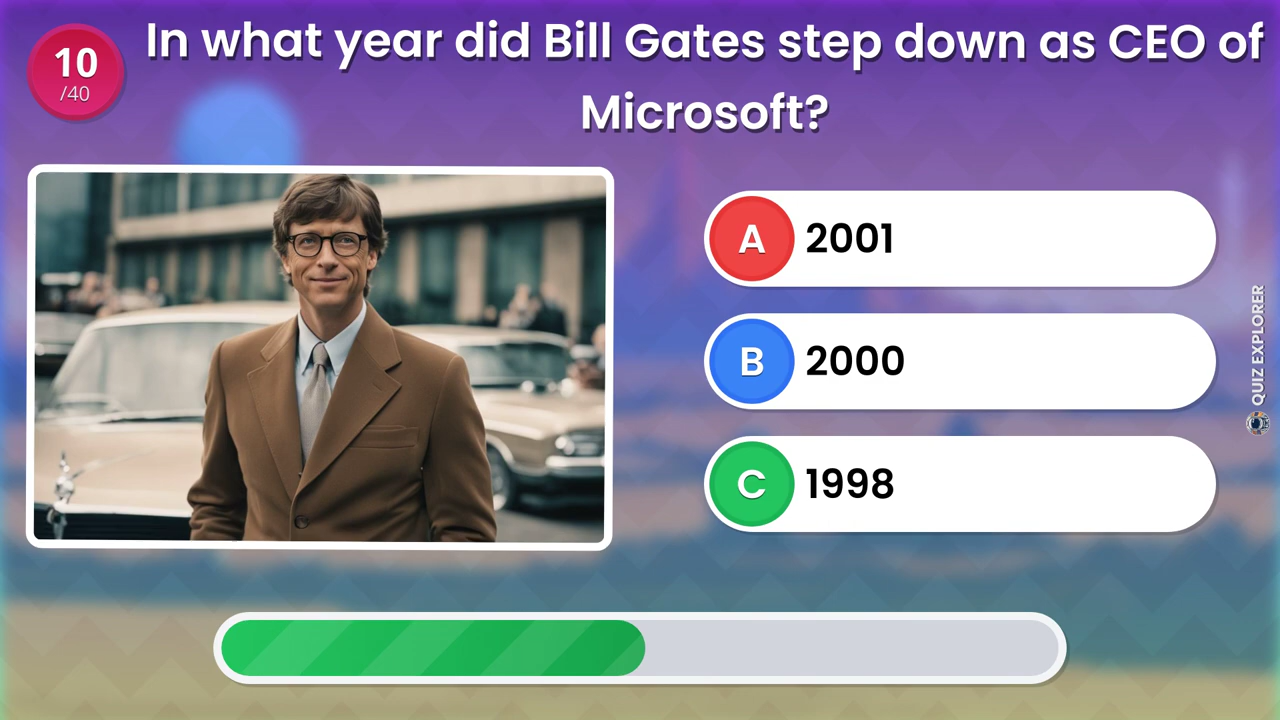 10
/40
In what year did Bill Gates step down as CEO of
Microsoft?
A 2001
B 2000
C 1998
QUIZ EXPLORER